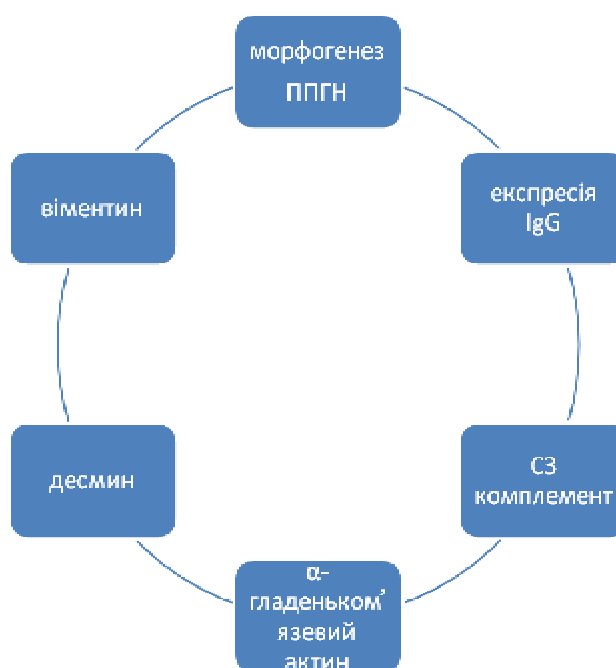 морфогенез
ППГН
експресія
IgG
С3
комплемент
α-
гладеньком’
язевий
актин
десмин
віментин